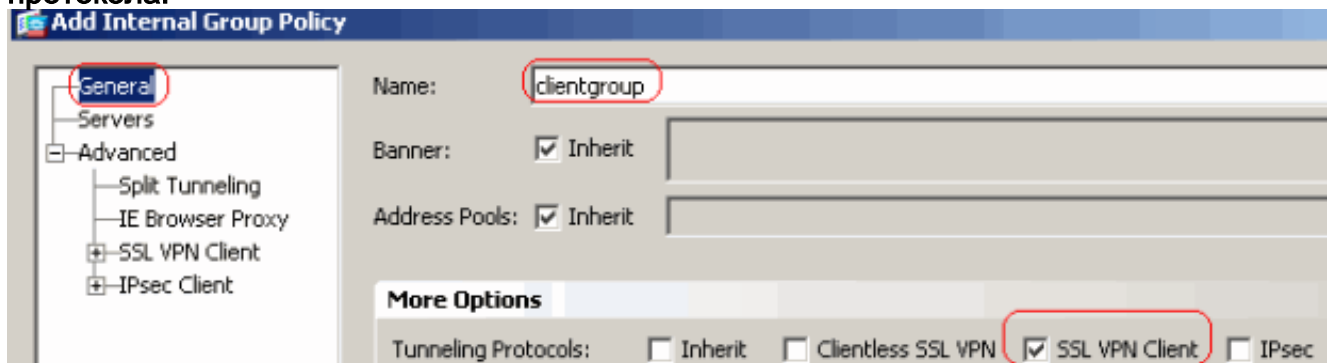 протокола.
Add Internal Group Policy
General
Servers
Advanced
Split Tunneling
IE Browser Proxy
SSL VPN Client
IPsec Client
Name: clientgroup
Banner: Inherit
Address Pools: Inherit
More Options
Tunneling Protocols: Inherit Clientless SSL VPN SSL VPN Client IPsec